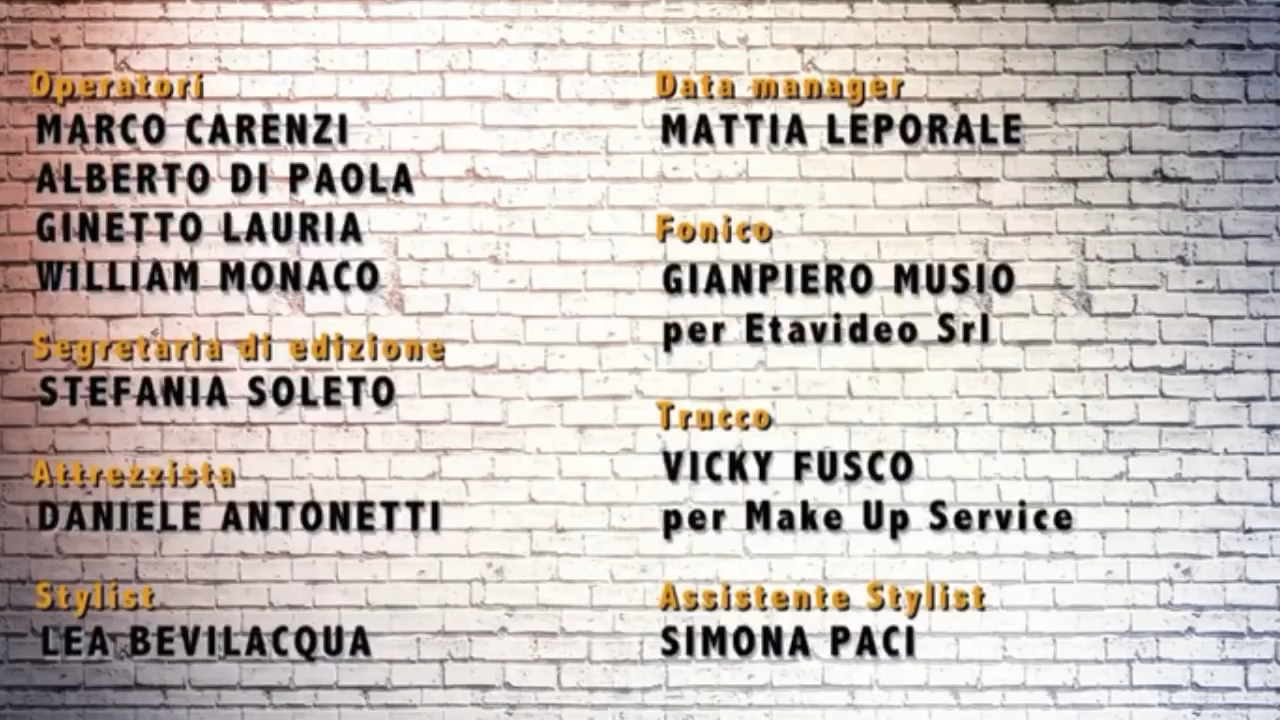 Operatori
MARCO CARENZI
ALBERTO DI PAOLA
GINETTO LAURIA
WILLIAM MONACO
Segretaria di edizione
STEFANIA SOLETO
Attrezzista
DANIELE ANTONETTI
Stylist
LEA BEVILACQUA
Data manager
MATTIA LEPORALE
Fonico
GIANPIERO MUSIO
per Etavideo Srl
Trucco
VICKY FUSCO
per Make Up Service
Assistente Stylist
SIMONA PACI